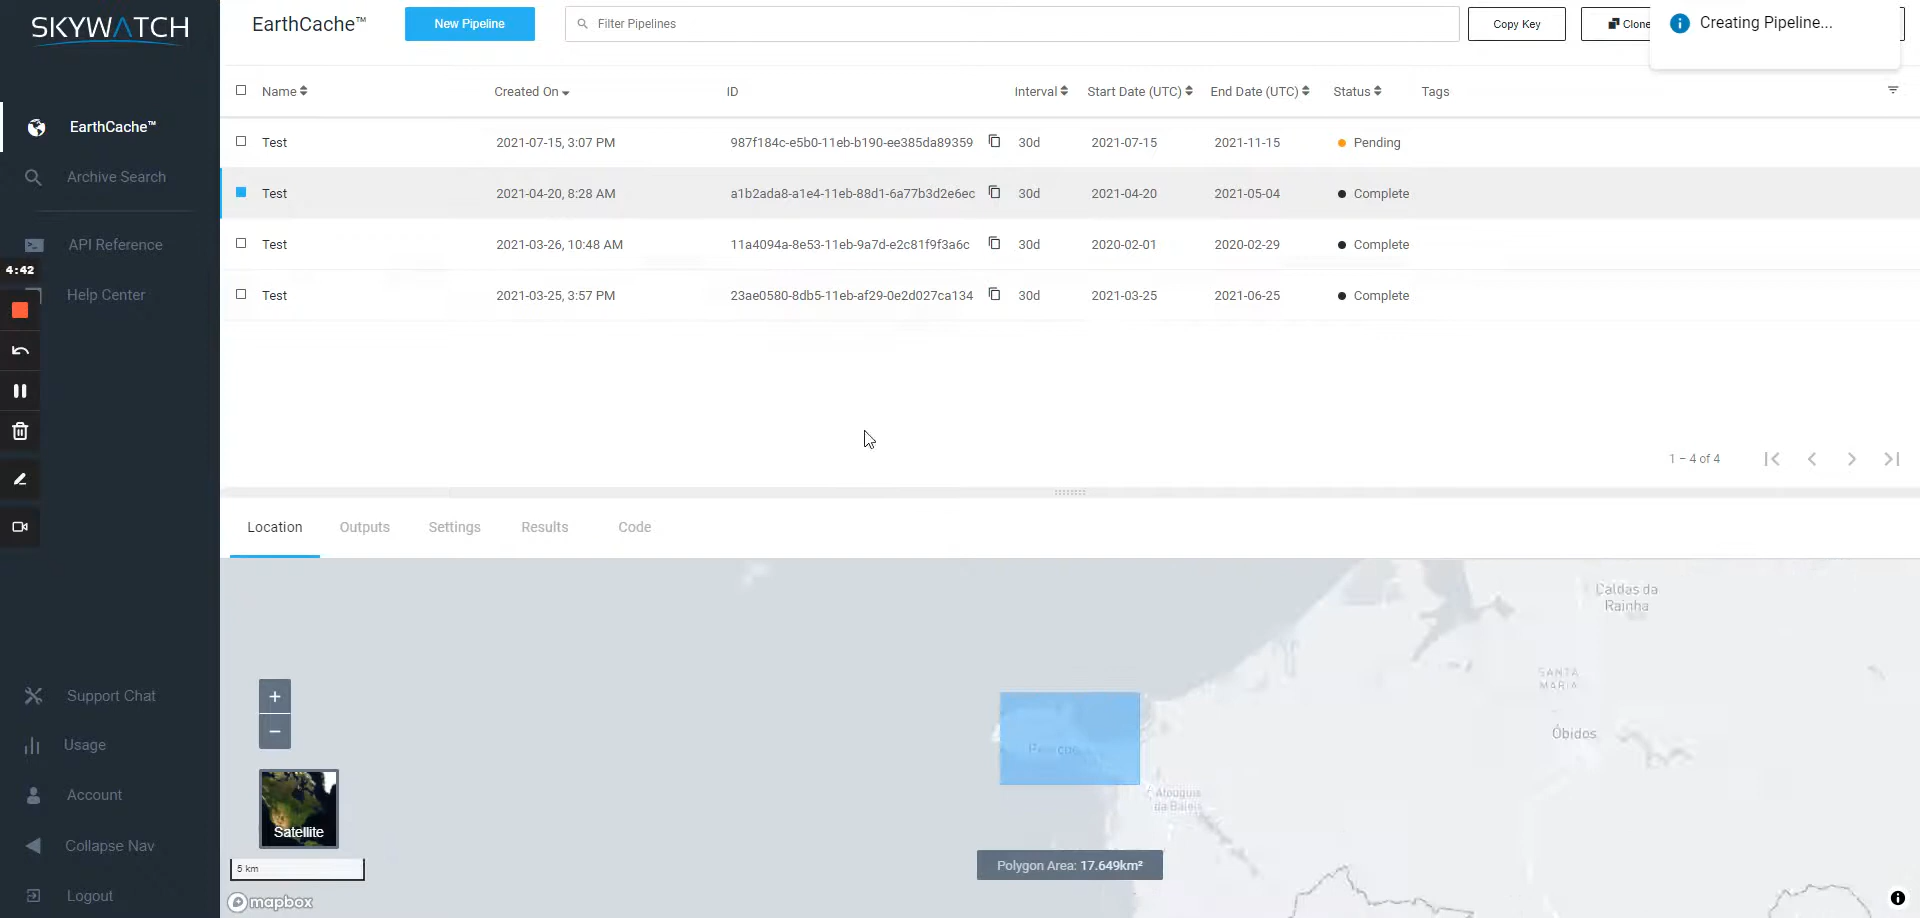 SKYWATCH
EarthCache™
New Pipeline
Filter Pipelines
Copy Key
Clone
Creating Pipeline...
Name Created On ID Interval Start Date (UTC) End Date (UTC) Status Tags
Test 2021-07-15, 3:07 PM 987f184c-e5b0-11eb-b190-ee385da89359 30d 2021-07-15 2021-11-15 Pending
Test 2021-04-20, 8:28 AM a1b2ada8-a1e4-11eb-88d1-6a77b3d2e6ec 30d 2021-04-20 2021-05-04 Complete
Test 2021-03-26, 10:48 AM 11a4094a-8e53-11eb-9a7d-e2c81f9f3a6c 30d 2020-02-01 2020-02-29 Complete
Test 2021-03-25, 3:57 PM 23ae0580-8db5-11eb-af29-0e2d027ca134 30d 2021-03-25 2021-06-25 Complete
1 – 4 of 4
EarthCache™
Archive Search
API Reference
4:42
Help Center
Support Chat
Usage
Account
Collapse Nav
Logout
Location Outputs Settings Results Code
Caldas da
Rainha
SANTA
MARIA
Óbidos
Atouguia
da Baleia
+
−
Satellite
5 km
Polygon Area: 17.649km²
mapbox